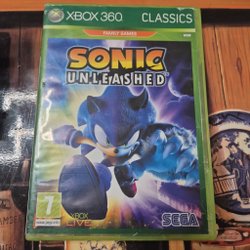 XBOX 360
CLASSICS
FAMILY GAMES
SONIC
UNLEASHED
7
XBOX
LIVE
SEGA